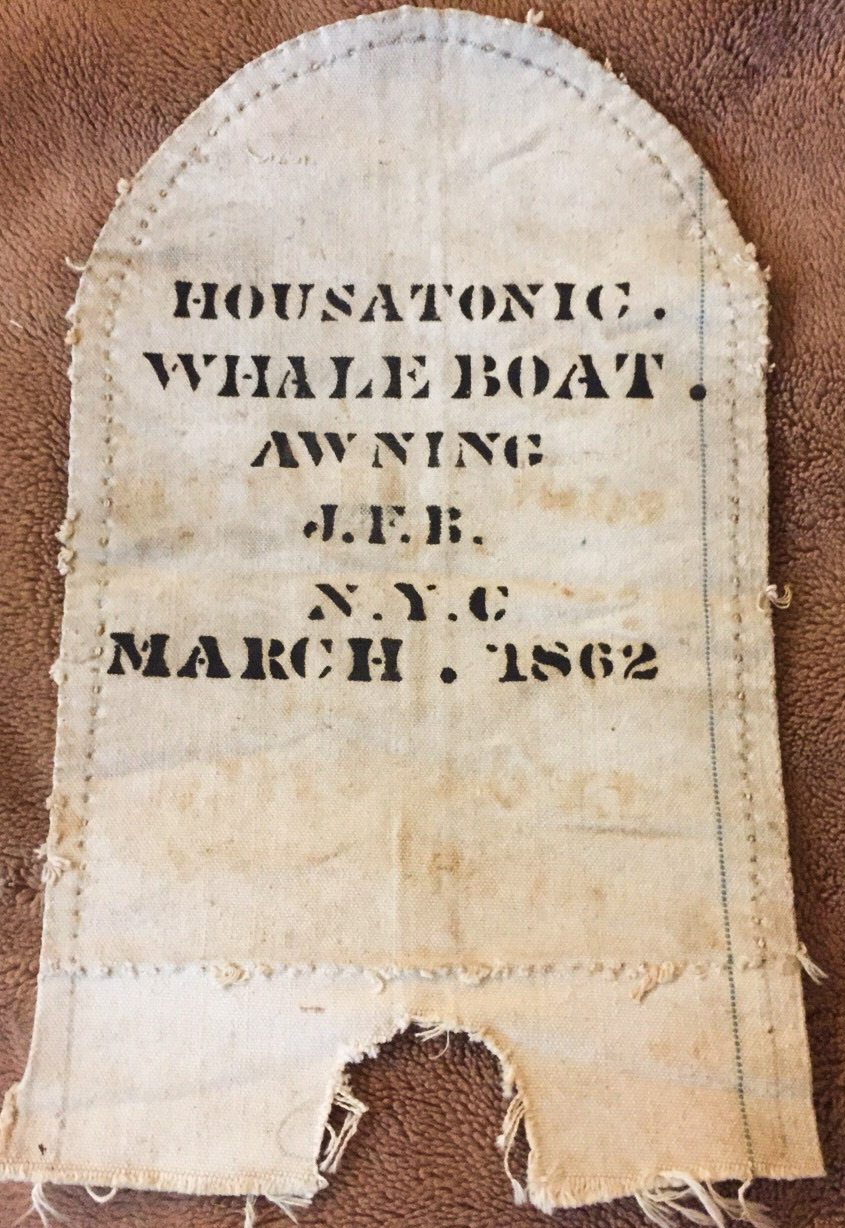 HOUSATONIC.
WHALE BOAT.
AWNING
J.F.B.
N.Y.C
MARCH. 1862